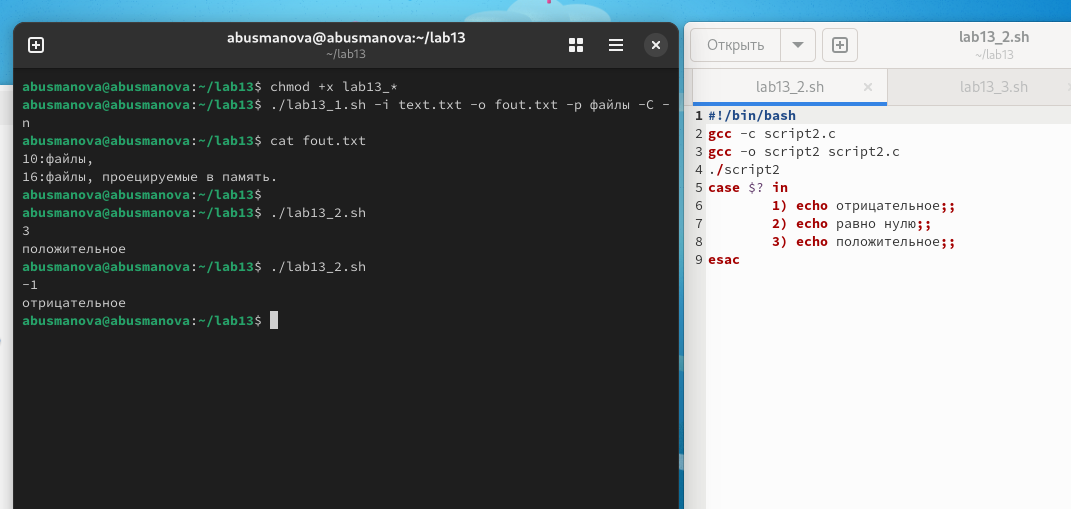 abusmanova@abusmanova:~/lab13
~/lab13
abusmanova@abusmanova:~/lab13$ chmod +x lab13_*
abusmanova@abusmanova:~/lab13$ ./lab13_1.sh -i text.txt -o fout.txt -p файлы -C -
n
abusmanova@abusmanova:~/lab13$ cat fout.txt
10:файлы,
16:файлы, проецируемые в память.
abusmanova@abusmanova:~/lab13$
abusmanova@abusmanova:~/lab13$ ./lab13_2.sh
3
положительное
abusmanova@abusmanova:~/lab13$ ./lab13_2.sh
-1
отрицательное
abusmanova@abusmanova:~/lab13$
Открыть
lab13_2.sh
~/lab13
lab13_2.sh
lab13_3.sh
1 #!/bin/bash
2 gcc -c script2.c
3 gcc -o script2 script2.c
4 ./script2
5 case $? in
6         1) echo отрицательное;;
7         2) echo равно нулю;;
8         3) echo положительное;;
9 esac